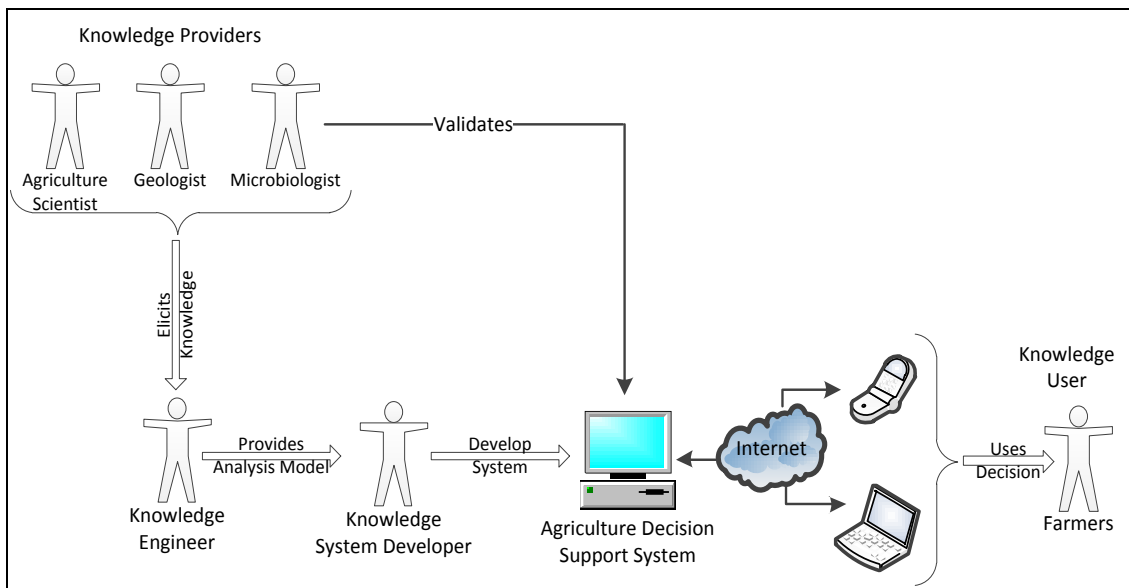 Knowledge Providers
Agriculture
Scientist
Geologist
Microbiologist
Validates
Elicits
Knowledge
Knowledge
Engineer
Provides
Analysis Model
Knowledge
System Developer
Develop
System
Agriculture Decision
Support System
Internet
Uses
Decision
Knowledge
User
Farmers